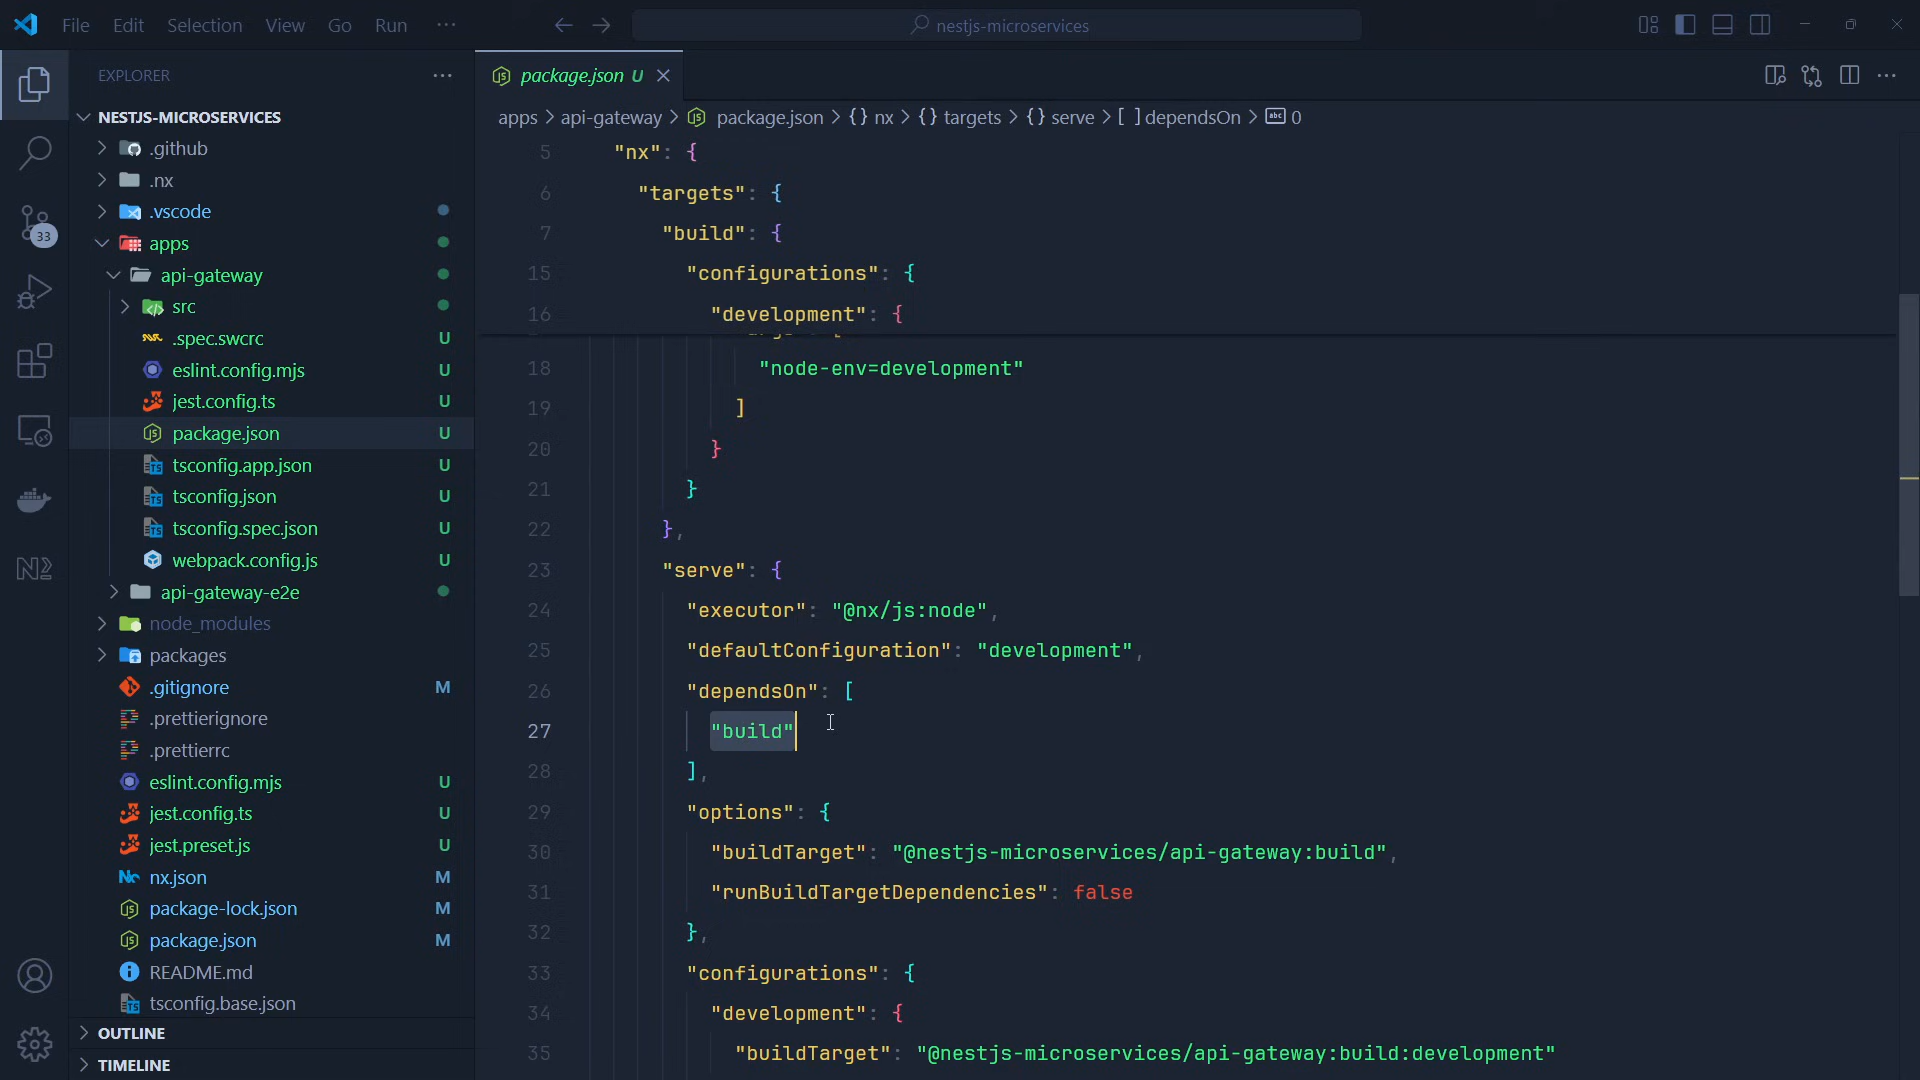 File Edit Selection View Go Run ··· nestjs-microservices
EXPLORER ···
NESTJS-MICROSERVICES
.github
.nx
.vscode
apps
api-gateway
src
.spec.swcrc U
eslint.config.mjs U
jest.config.ts U
package.json U
tsconfig.app.json U
tsconfig.json U
tsconfig.spec.json U
webpack.config.js U
api-gateway-e2e
node_modules
packages
.gitignore M
.prettierignore
.prettierrc
eslint.config.mjs U
jest.config.ts U
jest.preset.js U
nx.json M
package-lock.json M
package.json M
README.md
tsconfig.base.json
OUTLINE
TIMELINE
33
package.json U
apps > api-gateway > package.json > {} nx > {} targets > {} serve > [ ] dependsOn > abc 0
5 "nx": {
6 "targets": {
7 "build": {
15 "configurations": {
16 "development": {
18 "node-env=development"
19 ]
20 }
21 }
22 },
23 "serve": {
24 "executor": "@nx/js:node",
25 "defaultConfiguration": "development",
26 "dependsOn": [
27 "build"
28 ],
29 "options": {
30 "buildTarget": "@nestjs-microservices/api-gateway:build",
31 "runBuildTargetDependencies": false
32 },
33 "configurations": {
34 "development": {
35 "buildTarget": "@nestjs-microservices/api-gateway:build:development"